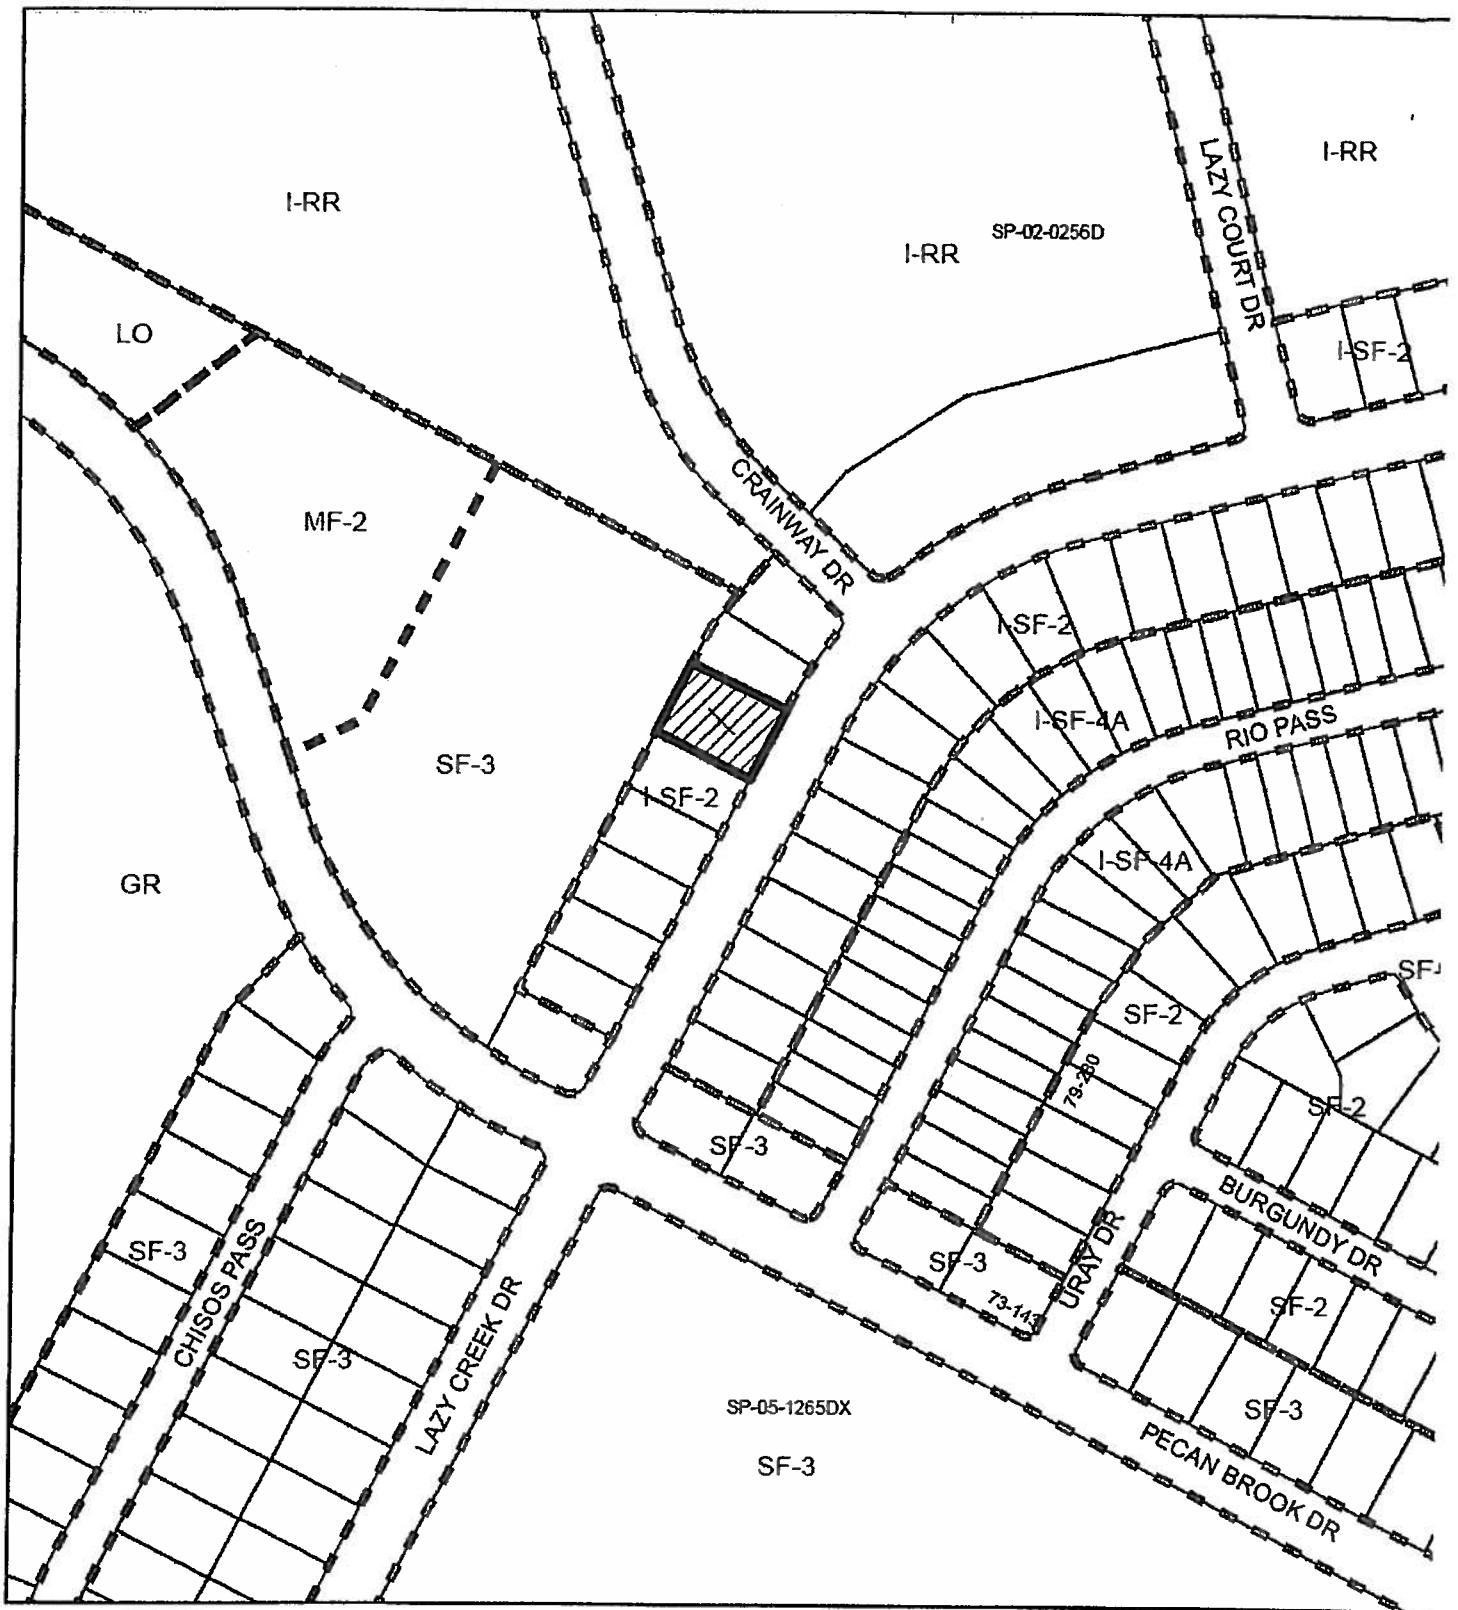 I-RR
LAZY COURT DR
I-RR
SP-02-0256D
I-RR
LO
I-SF-2
CRAINWAY DR
MF-2
I-SF-2
I-SF-4A
RIO PASS
SF-3
I-SF-2
I-SF-4A
GR
SF-2
79-280
SF-2
SF-3
BURGUNDY DR
SF-3
SF-3
CHISOS PASS
URAY DR
73-143
SF-2
SF-3
LAZY CREEK DR
SP-05-1265DX
SF-3
SF-3
PECAN BROOK DR